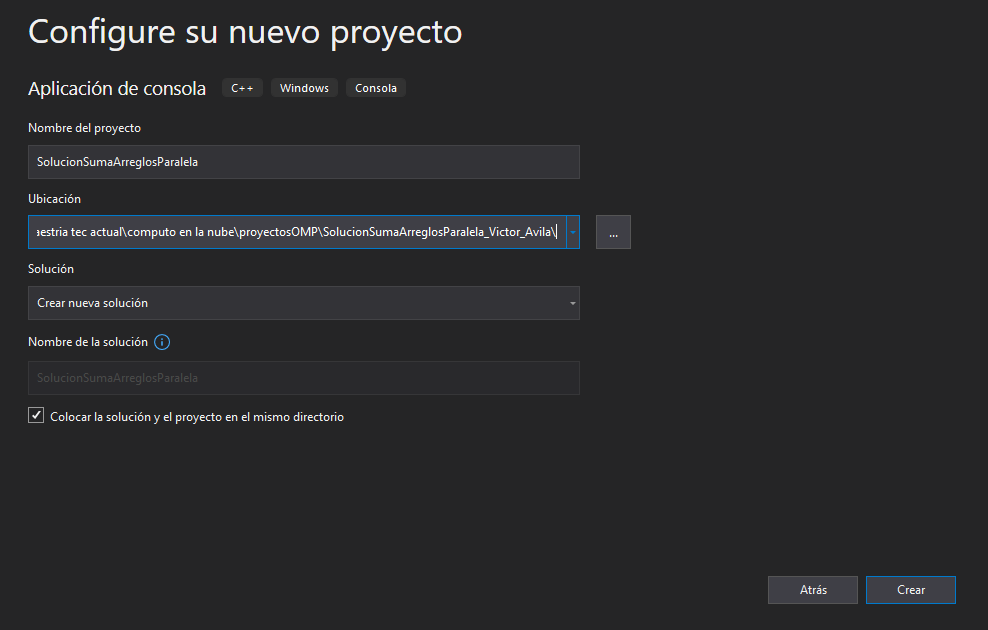 Configure su nuevo proyecto
Aplicación de consola C++ Windows Consola
Nombre del proyecto
SolucionSumaArreglosParalela
Ubicación
aestria tec actual\computo en la nube\proyectosOMP\SolucionSumaArreglosParalela_Victor_Avila\
...
Solución
Crear nueva solución
Nombre de la solución
SolucionSumaArreglosParalela
Colocar la solución y el proyecto en el mismo directorio
Atrás Crear